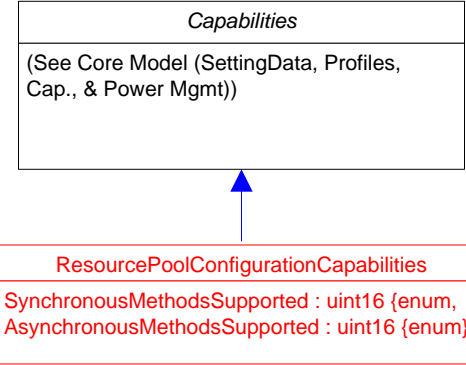 Capabilities
(See Core Model (SettingData, Profiles,
Cap., & Power Mgmt))
ResourcePoolConfigurationCapabilities
SynchronousMethodsSupported : uint16 {enum,
AsynchronousMethodsSupported : uint16 {enum}